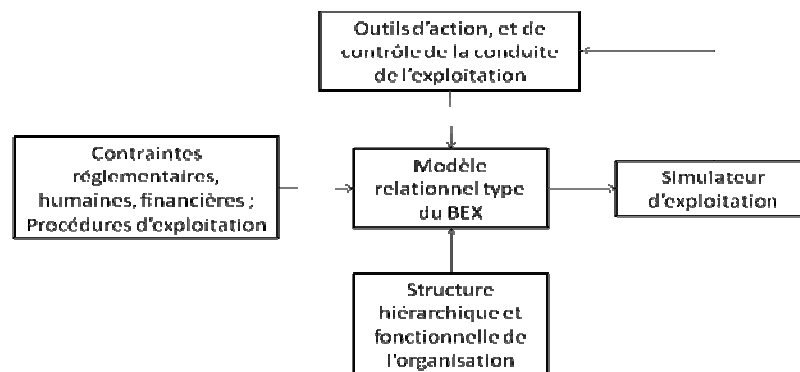 Outils d'action, et de
contrôle de la conduite
de l'exploitation
Contraintes
réglementaires,
humaines, financières ;
Procédures d'exploitation
Modèle
relationnel type
du BEX
Simulateur
d'exploitation
Structure
hiérarchique et
fonctionnelle de
l'organisation